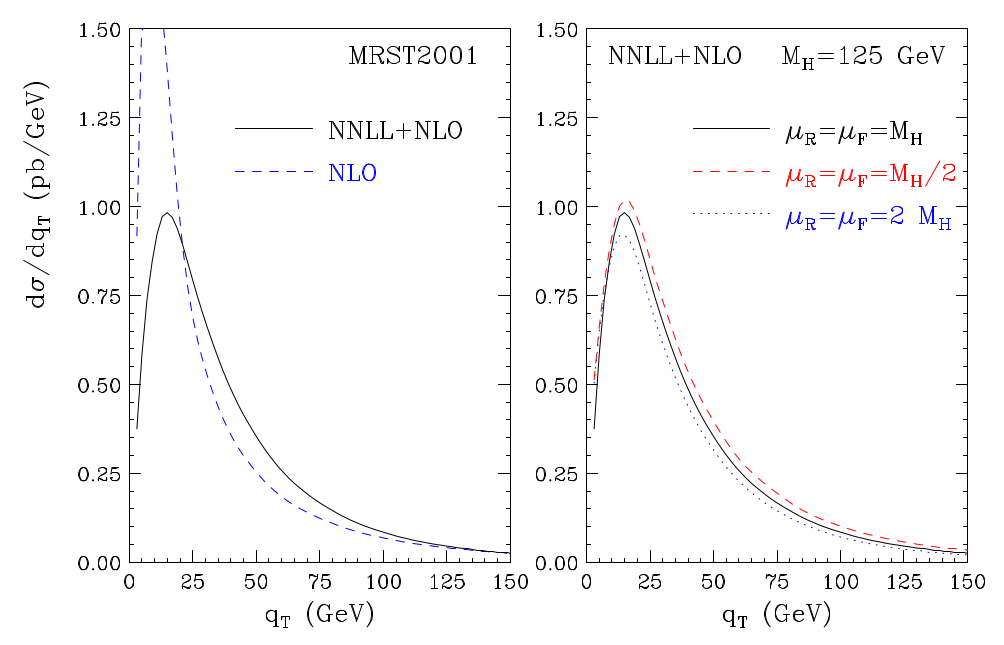 MRST2001
NNLL+NLO
NLO
dσ/dq_T (pb/GeV)
1.50
1.25
1.00
0.75
0.50
0.25
0.00
0 25 50 75 100 125 150
q_T (GeV)
NNLL+NLO M_H=125 GeV
μ_R=μ_F=M_H
μ_R=μ_F=M_H/2
μ_R=μ_F=2 M_H
1.50
1.25
1.00
0.75
0.50
0.25
0.00
0 25 50 75 100 125 150
q_T (GeV)